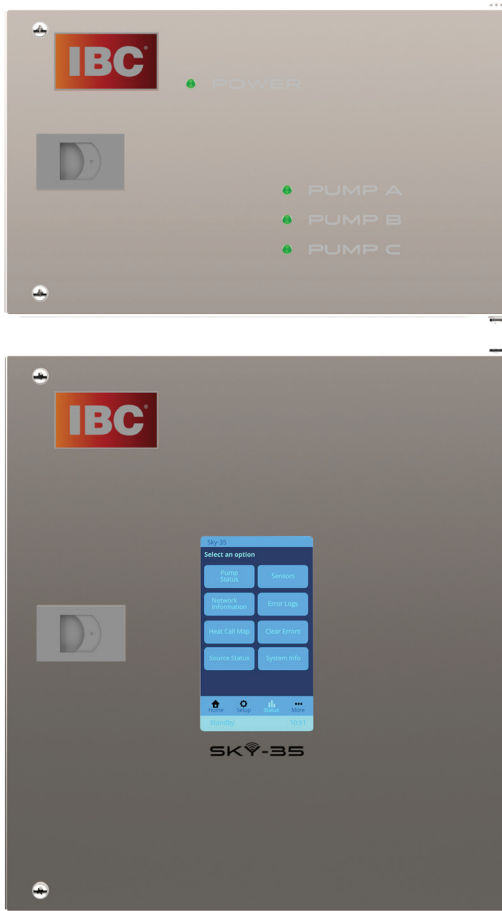 IBC®
POWER
PUMP A
PUMP B
PUMP C
IBC®
Sky-35
Select an option
Pump
Status
Sensors
Network
Information
Error Logs
Heat Call Map
Clear Errors
Source Status
System Info
Home
Setup
Status
More
Standby
10:51
SKY-35